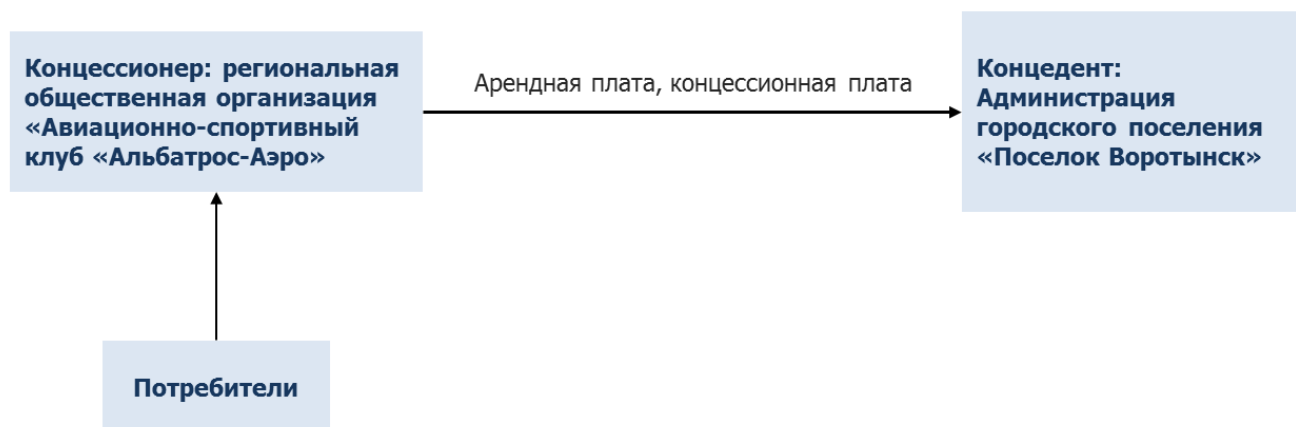 Концессионер: региональная
общественная организация
«Авиационно-спортивный
клуб «Альбатрос-Аэро»
Арендная плата, концессионная плата
Концедент:
Администрация
городского поселения
«Поселок Воротынск»
Потребители